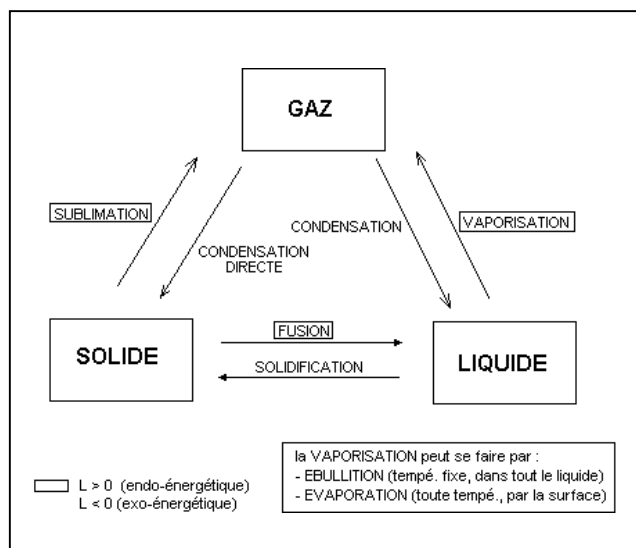 GAZ
SUBLIMATION
CONDENSATION
DIRECTE
CONDENSATION
VAPORISATION
SOLIDE
FUSION
SOLIDIFICATION
LIQUIDE
L > 0 (endo-énergétique)
L < 0 (exo-énergétique)
la VAPORISATION peut se faire par :
- EBULLITION (tempé. fixe, dans tout le liquide)
- EVAPORATION (toute tempé., par la surface)